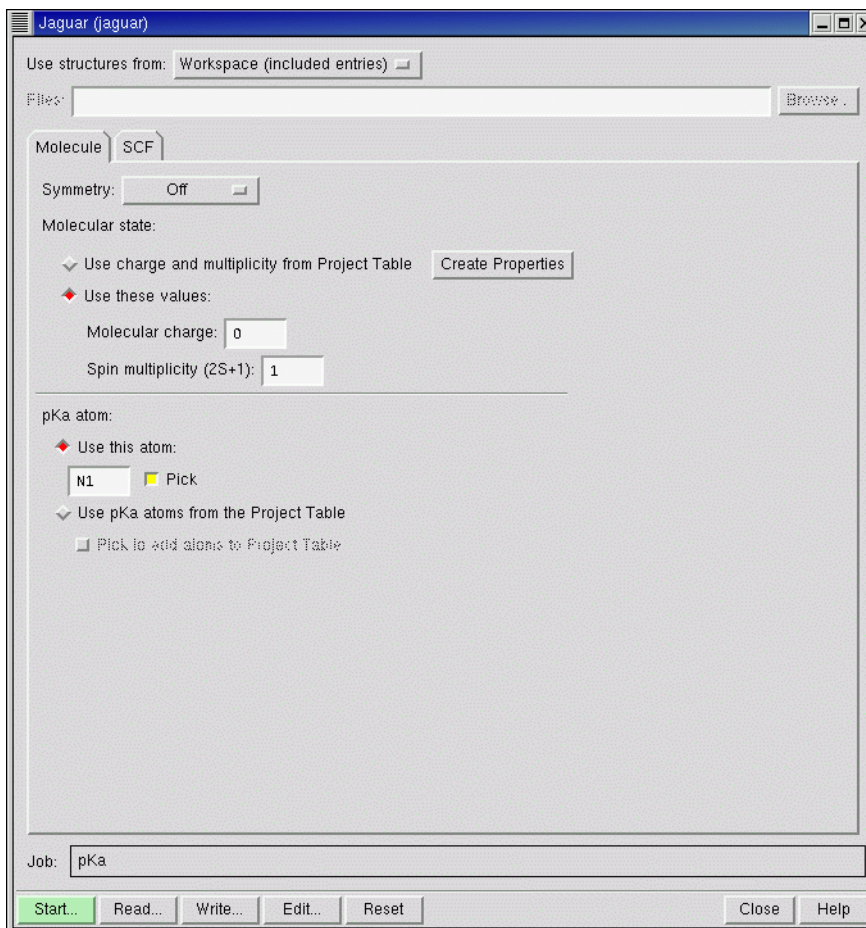 Jaguar (jaguar)
Use structures from: Workspace (included entries)
Files: Browse...
Molecule SCF
Symmetry: Off
Molecular state:
Use charge and multiplicity from Project Table Create Properties
Use these values:
Molecular charge: 0
Spin multiplicity (2S+1): 1
pKa atom:
Use this atom:
N1 Pick
Use pKa atoms from the Project Table
Pick to add atoms to Project Table
Job: pKa
Start... Read... Write... Edit... Reset Close Help